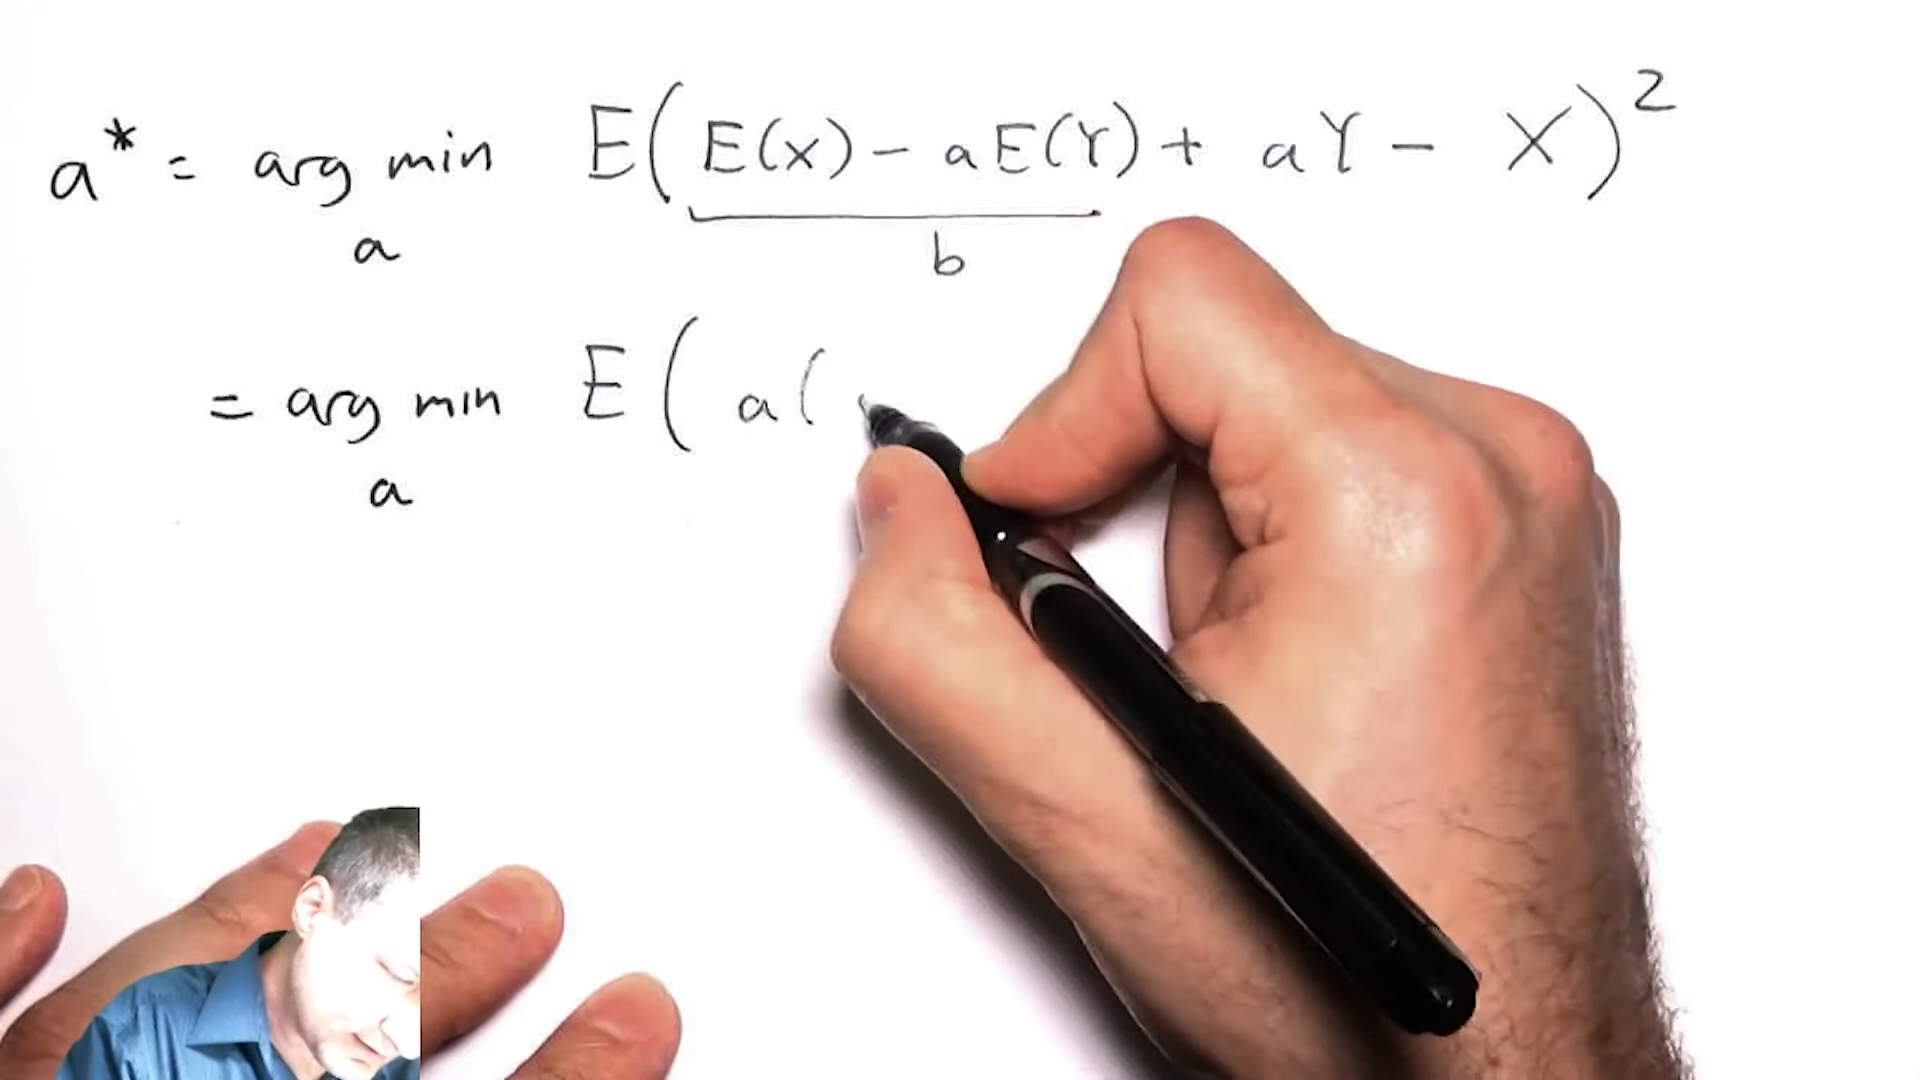 a* = arg min E(E(X) - aE(Y) + aY - X)²
a
b
= arg min E( a(
a